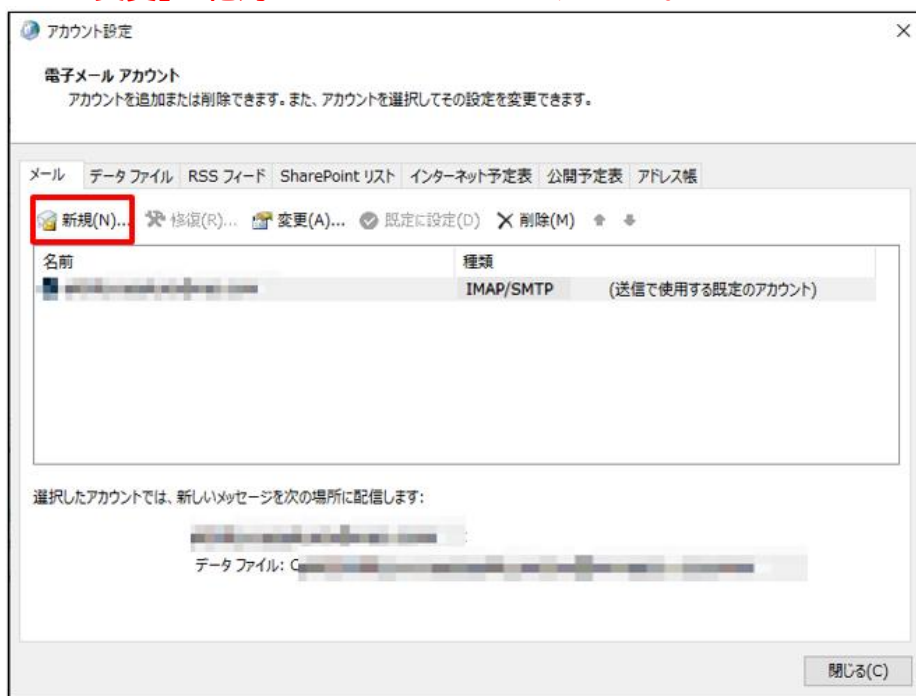 アカウント設定
電子メール アカウント
アカウントを追加または削除できます。また、アカウントを選択してその設定を変更できます。
メール データ ファイル RSS フィード SharePoint リスト インターネット予定表 公開予定表 アドレス帳
新規(N)... 修復(R)... 変更(A)... 既定に設定(D) 削除(M)
名前 種類
IMAP/SMTP (送信で使用する既定のアカウント)
選択したアカウントでは、新しいメッセージを次の場所に配信します:
データ ファイル: C
閉じる(C)